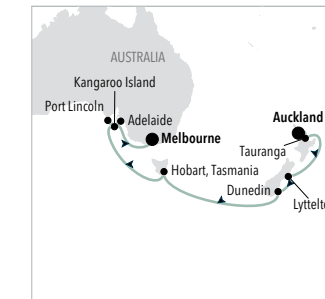 AUSTRALIA
Kangaroo Island
Port Lincoln
Adelaide
Auckland
Melbourne
Tauranga
Hobart, Tasmania
Dunedin